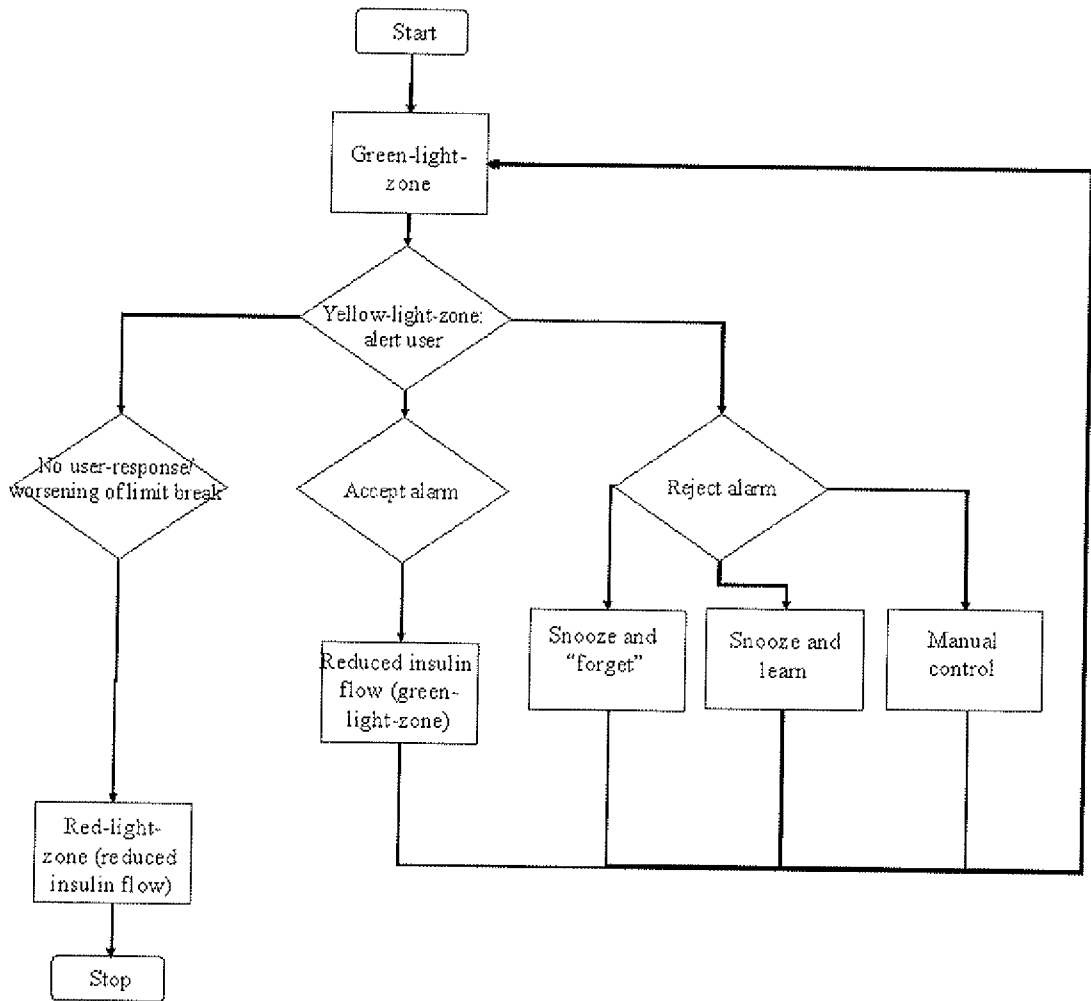 Start
Green-light-
zone
Yellow-light-zone:
alert user
No user-response/
worsening of limit break
Accept alarm
Reject alarm
Snooze and
“forget”
Snooze and
learn
Manual
control
Reduced insulin
flow (green-
light-zone)
Red-light-
zone (reduced
insulin flow)
Stop